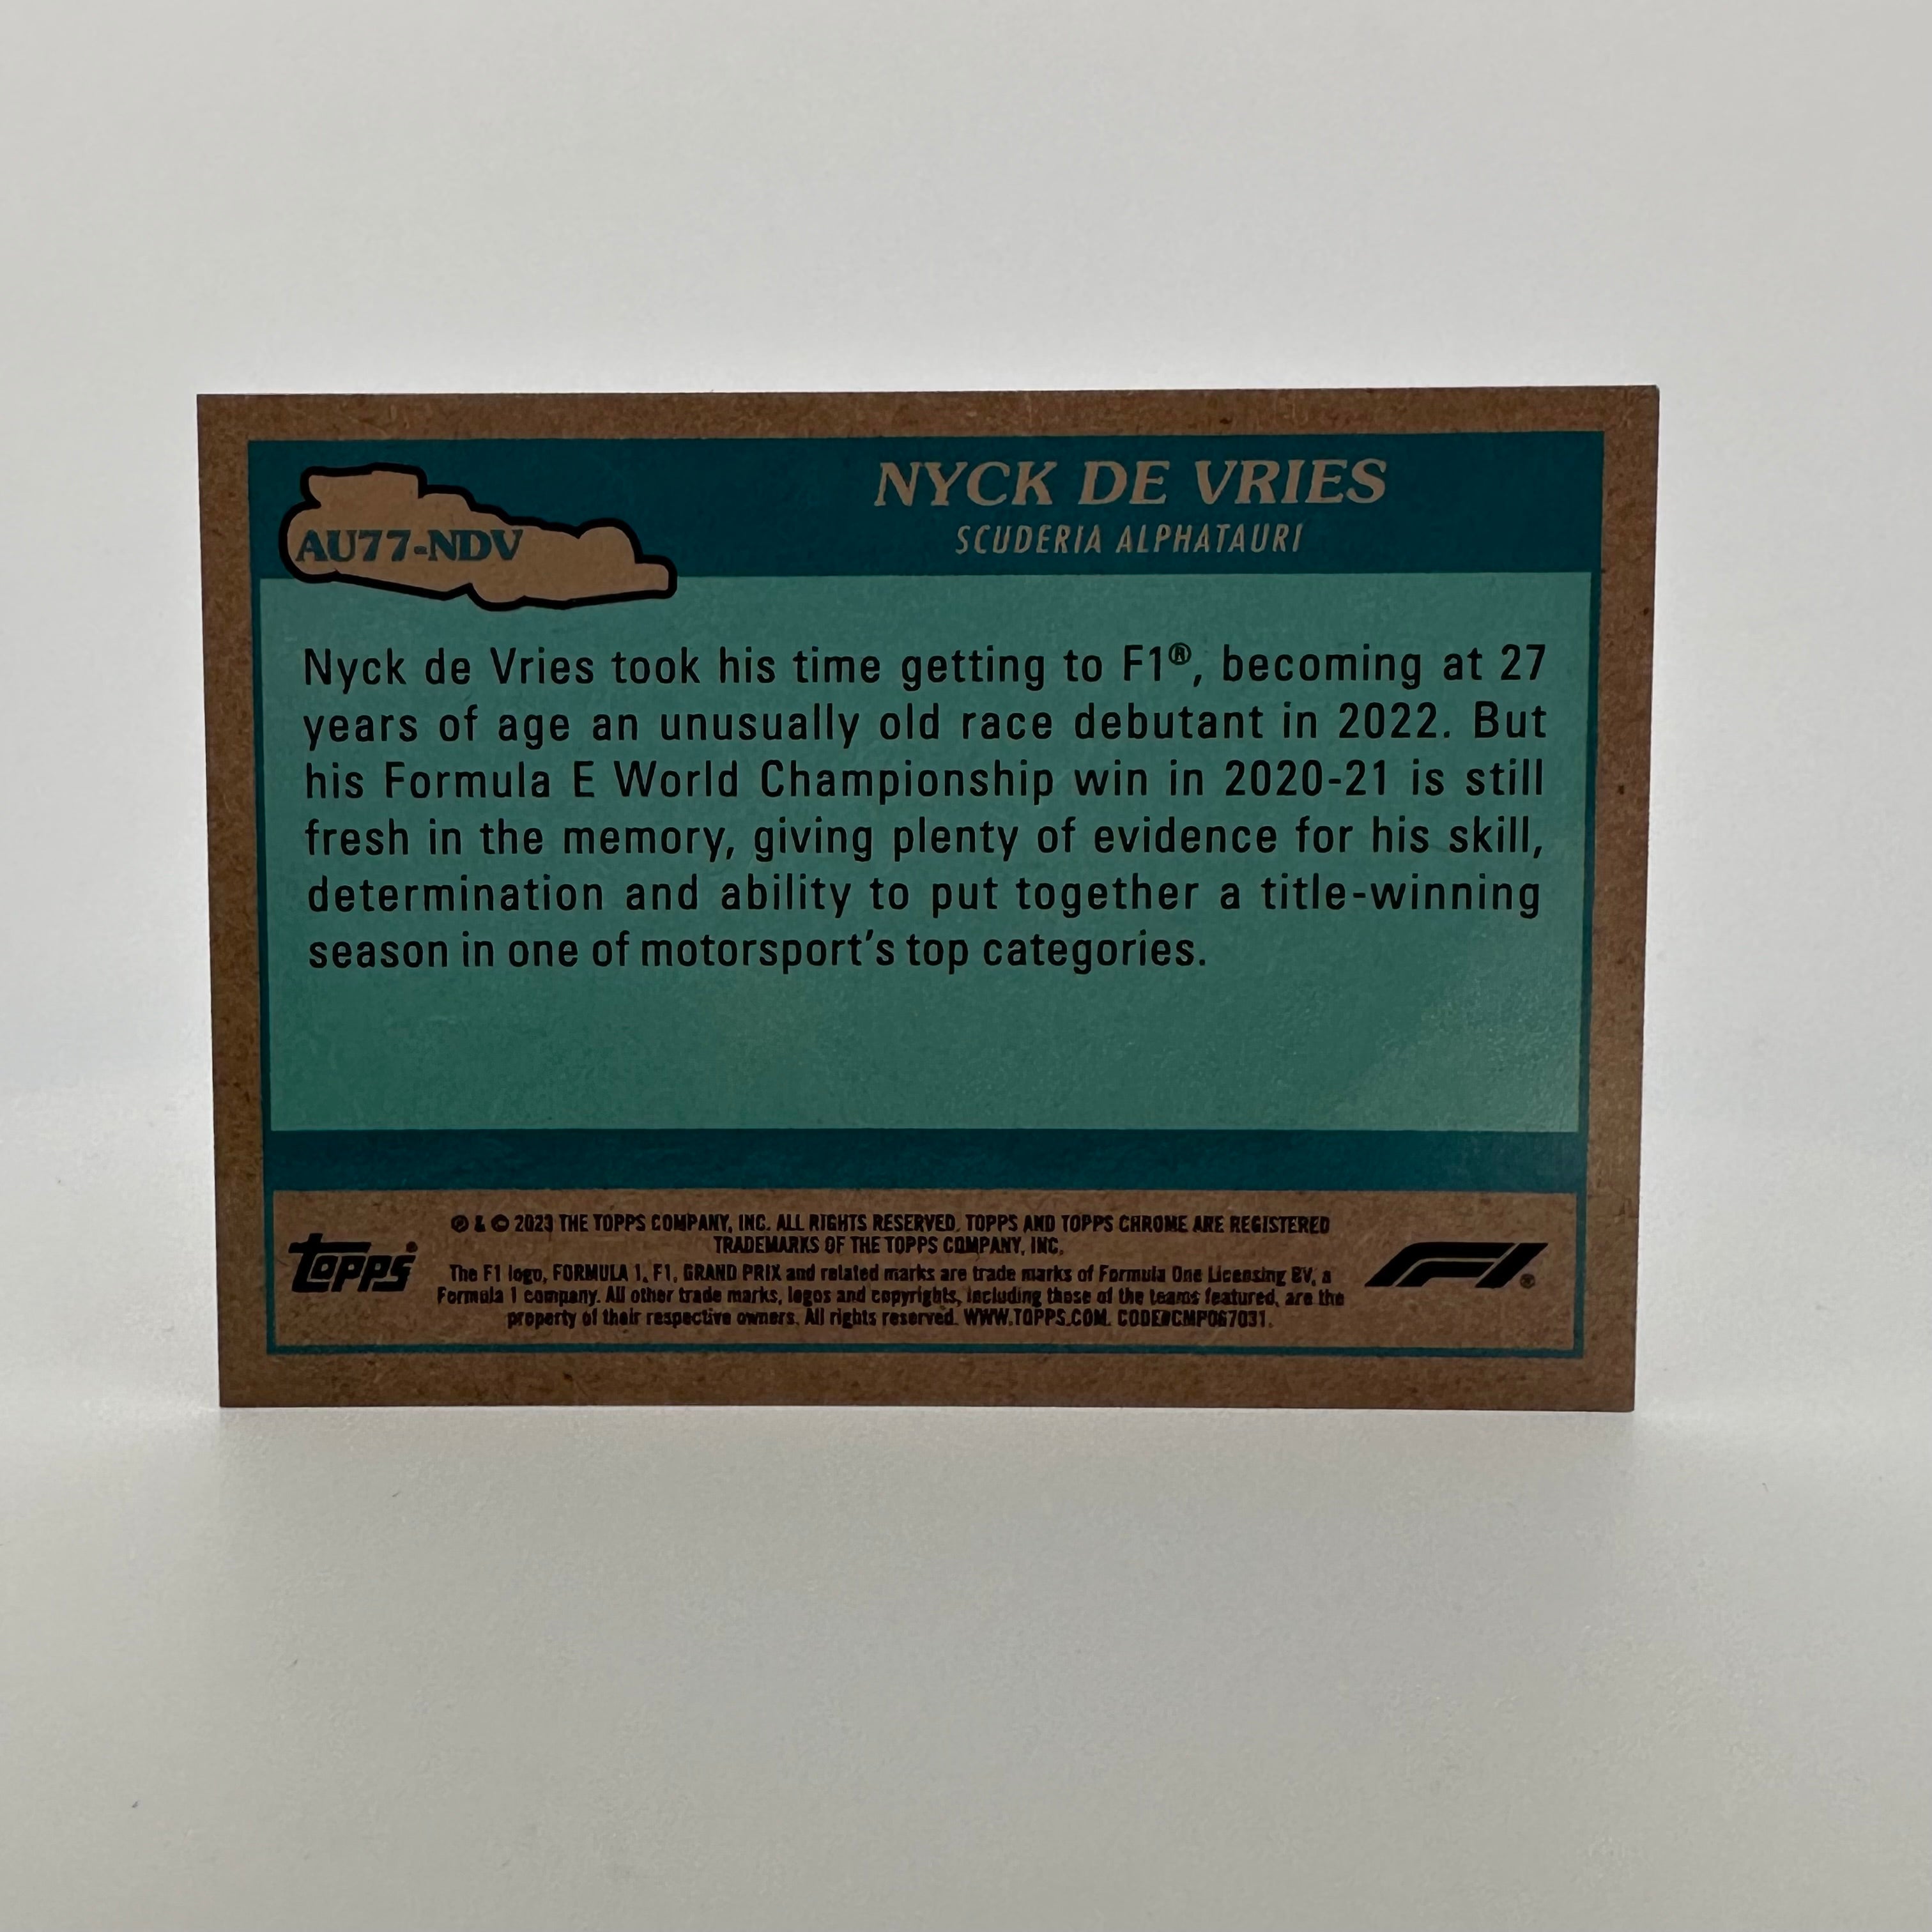 AU77-NDV
NYCK DE VRIES
SCUDERIA ALPHATAURI
Nyck de Vries took his time getting to F1®, becoming at 27
years of age an unusually old race debutant in 2022. But
his Formula E World Championship win in 2020-21 is still
fresh in the memory, giving plenty of evidence for his skill,
determination and ability to put together a title-winning
season in one of motorsport's top categories.
topps®
® & © 2023 THE TOPPS COMPANY, INC. ALL RIGHTS RESERVED. TOPPS AND TOPPS CHROME ARE REGISTERED
TRADEMARKS OF THE TOPPS COMPANY, INC.
The F1 logo, FORMULA 1, F1, GRAND PRIX and related marks are trade marks of Formula One Licensing BV, a
Formula 1 company. All other trade marks, logos and copyrights, including those of the teams featured, are the
property of their respective owners. All rights reserved. WWW.TOPPS.COM. CODE#CMP067031.
F1®